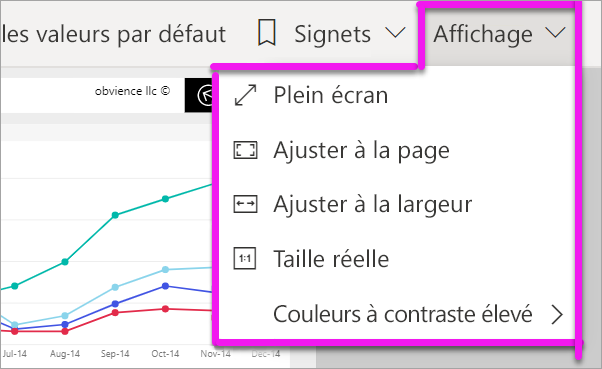 les valeurs par défaut Signets Affichage
obvience llc ©
Plein écran
Ajuster à la page
Ajuster à la largeur
1:1 Taille réelle
Couleurs à contraste élevé
Jul-14 Aug-14 Sep-14 Oct-14 Nov-14 Dec-14